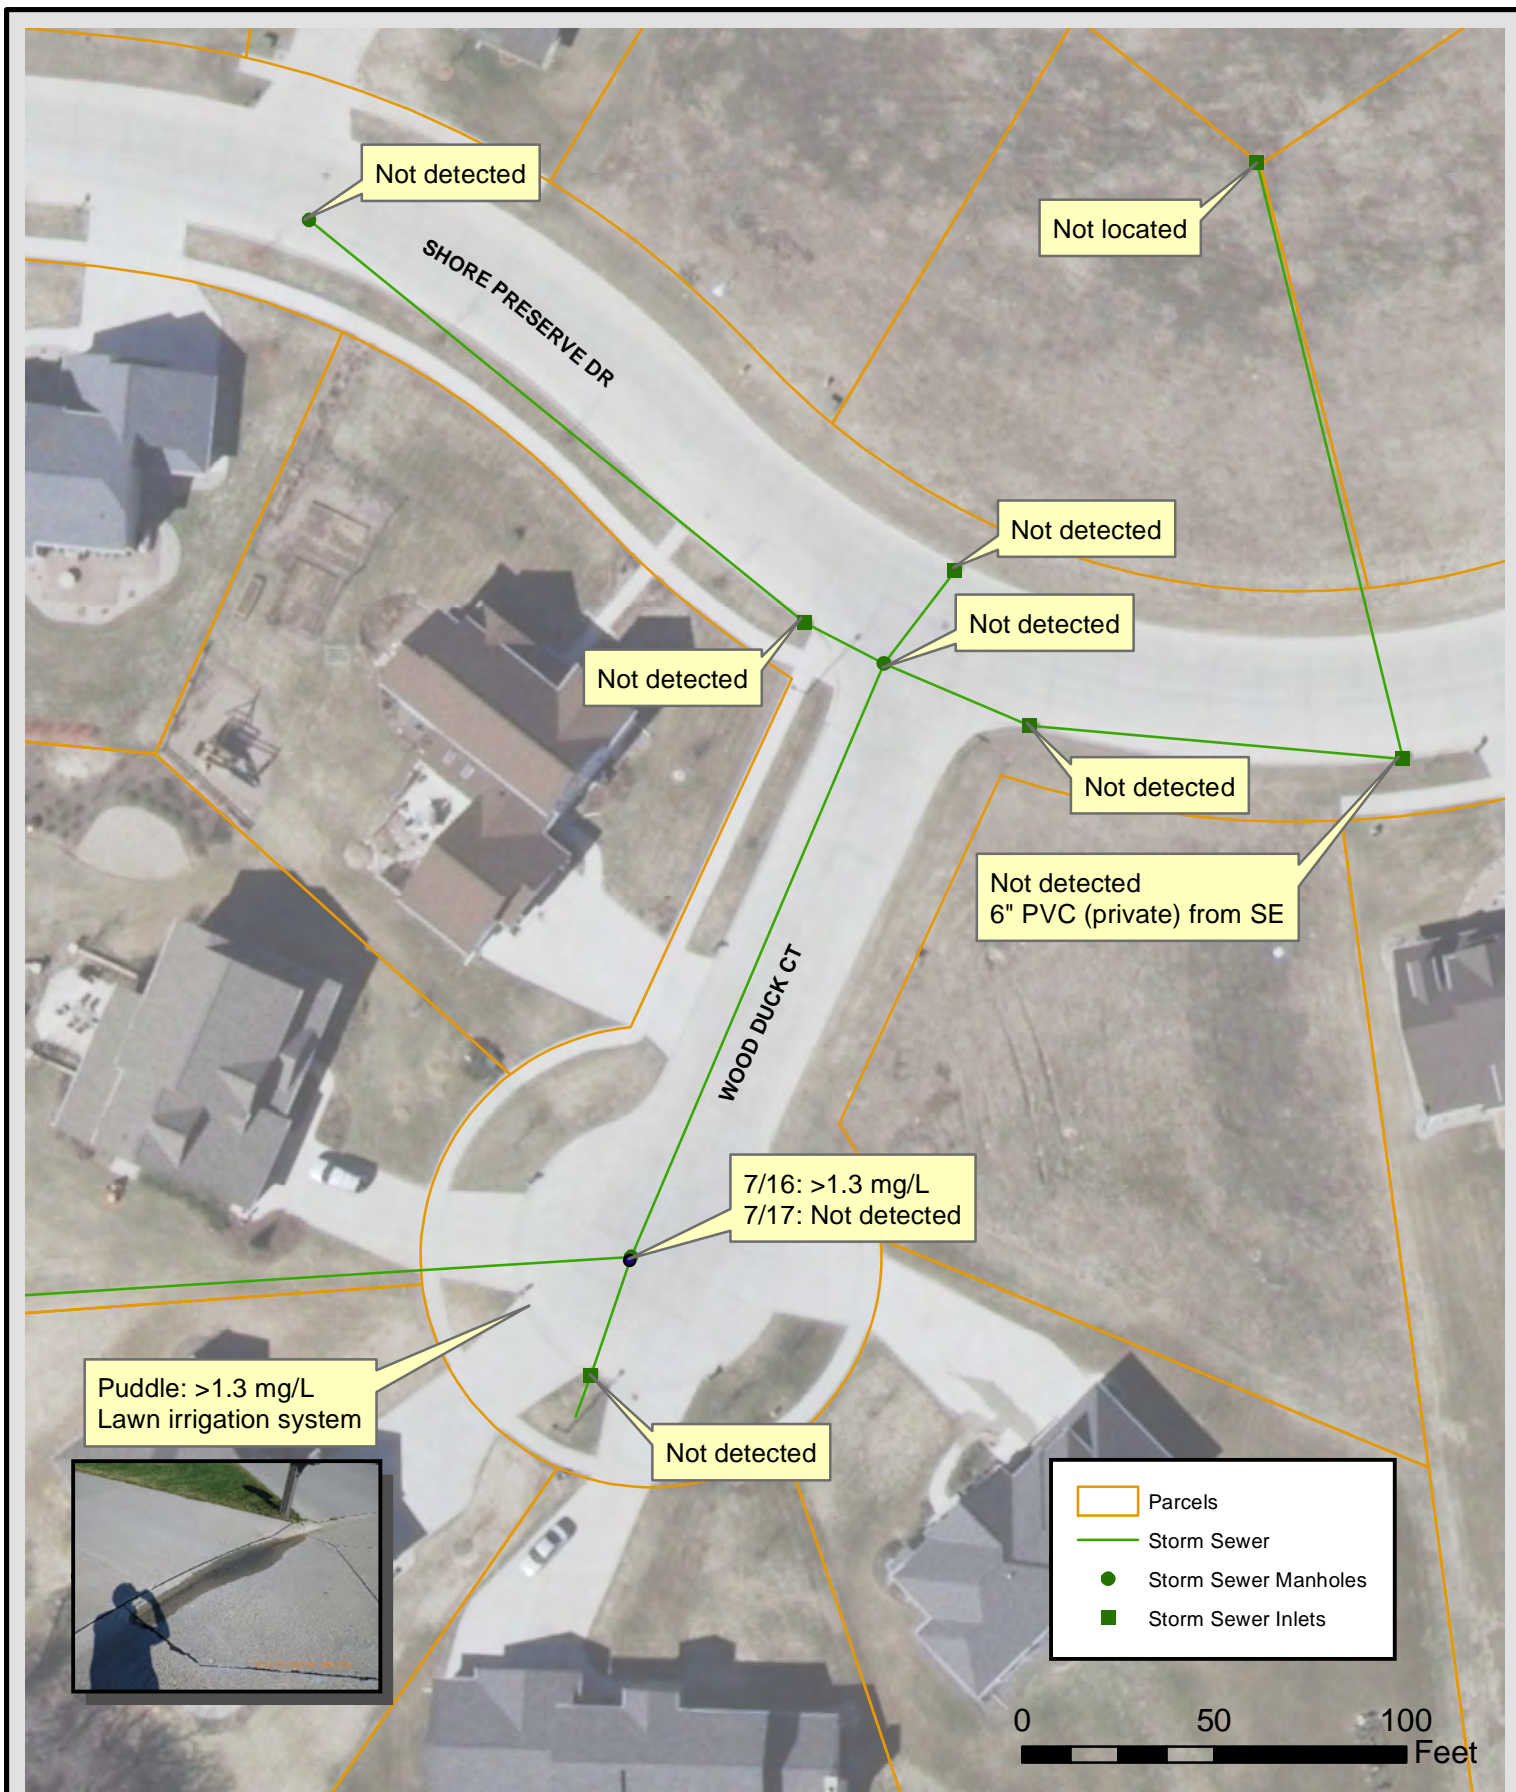 Not detected
Not located
SHORE PRESERVE DR
Not detected
Not detected
Not detected
Not detected
Not detected
6" PVC (private) from SE
WOOD DUCK CT
7/16: >1.3 mg/L
7/17: Not detected
Puddle: >1.3 mg/L
Lawn irrigation system
Not detected
Parcels
Storm Sewer
Storm Sewer Manholes
Storm Sewer Inlets
0 50 100
Feet